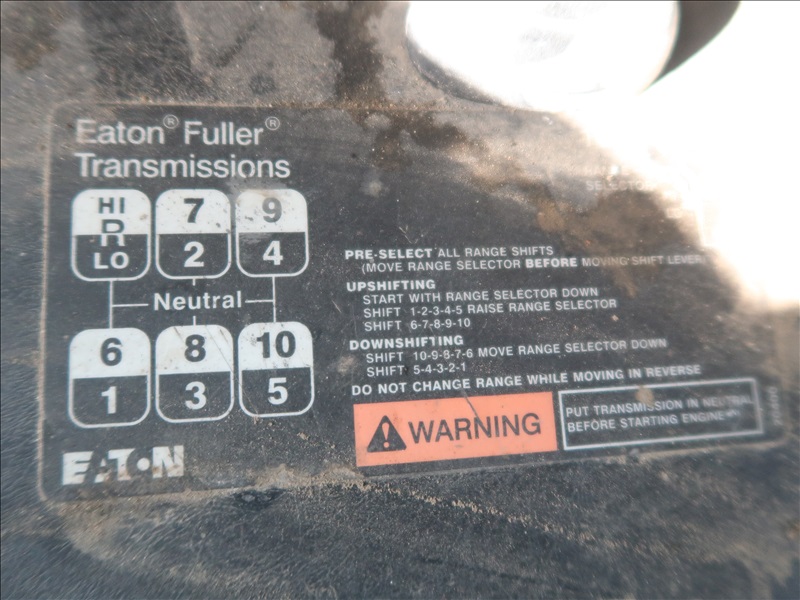 Eaton® Fuller®
Transmissions
HI R LO
7 2
9 4
Neutral
6 1
8 3
10 5
EATON
SELECTOR
PRE-SELECT ALL RANGE SHIFTS
(MOVE RANGE SELECTOR BEFORE MOVING SHIFT LEVER)
UPSHIFTING
START WITH RANGE SELECTOR DOWN
SHIFT 1-2-3-4-5 RAISE RANGE SELECTOR
SHIFT 6-7-8-9-10
DOWNSHIFTING
SHIFT 10-9-8-7-6 MOVE RANGE SELECTOR DOWN
SHIFT 5-4-3-2-1
DO NOT CHANGE RANGE WHILE MOVING IN REVERSE
WARNING
PUT TRANSMISSION IN NEUTRAL
BEFORE STARTING ENGINE